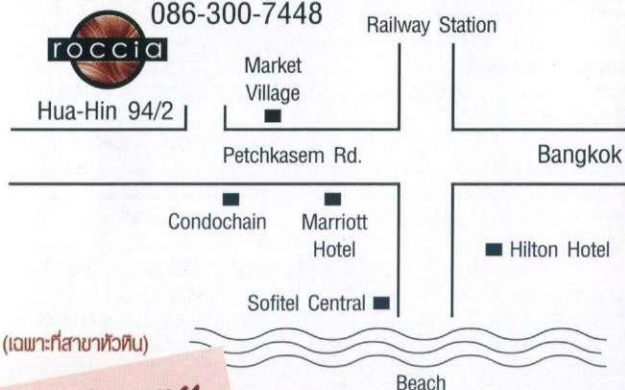 086-300-7448
roccia
Railway Station
Market
Village
Hua-Hin 94/2
Petchkasem Rd.
Bangkok
Condochain
Marriott
Hotel
Hilton Hotel
Sofitel Central
(เฉพาะที่สาขาหัวหิน)
Beach